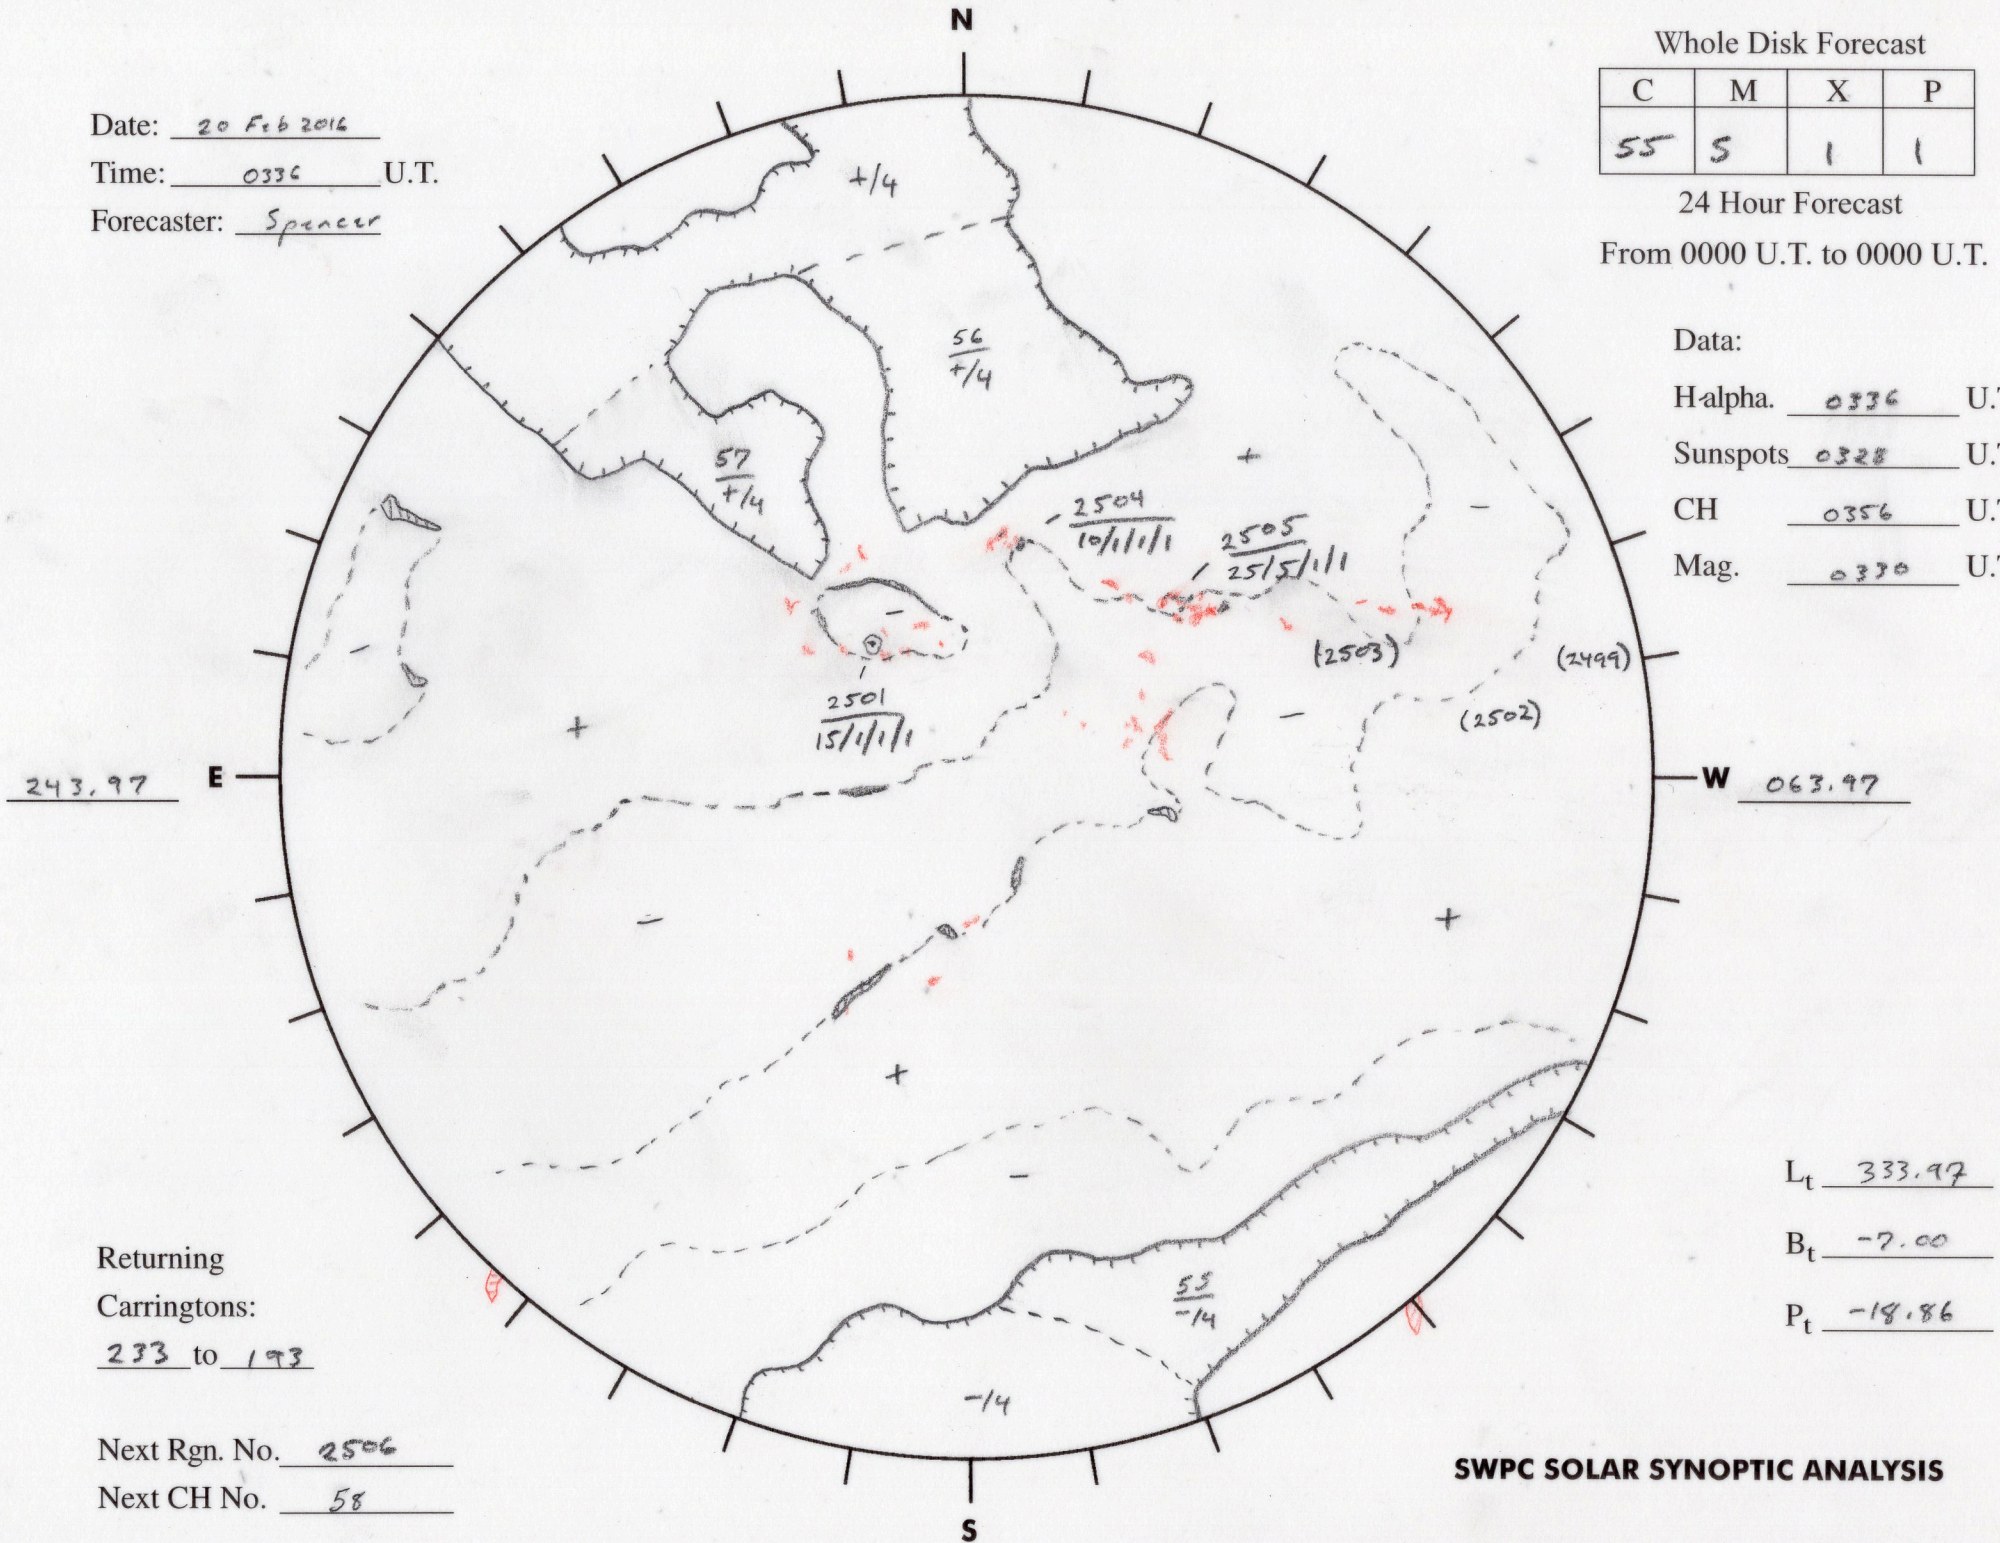 N
Whole Disk Forecast
C M X P
55 5 1 1
24 Hour Forecast
From 0000 U.T. to 0000 U.T.
Date: 20 Feb 2016
Time: 0336 U.T.
Forecaster: Spencer
Data:
H-alpha. 0336 U.T
Sunspots 0328 U.T
CH 0356 U.T
Mag. 0330 U.T
+/4
56
+/4
57
+/4
+
-
2504
10/1/1/1
2505
25/5/1/1
-
-
(2503)
(2499)
2501
15/1/1/1
+
-
(2502)
243.97 E
W 063.97
-
+
+
-
Lt 333.97
Bt -7.00
Pt -18.86
55
-/4
-/4
Returning
Carringtons:
233 to 193
Next Rgn. No. 2506
Next CH No. 58
SWPC SOLAR SYNOPTIC ANALYSIS
S